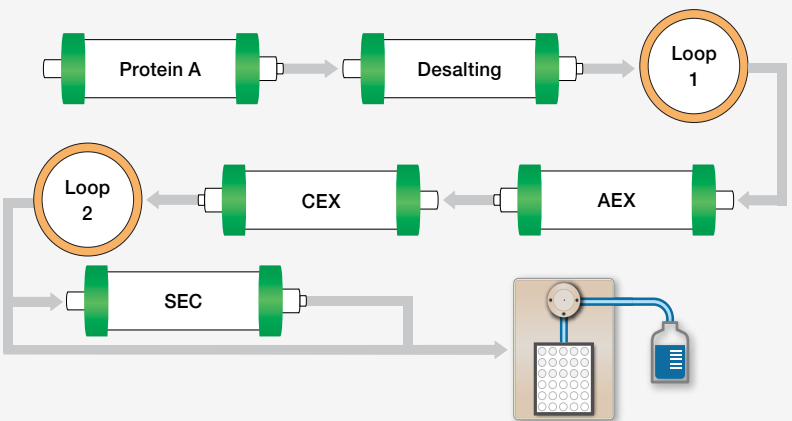 Protein A
Desalting
Loop
1
AEX
CEX
Loop
2
SEC